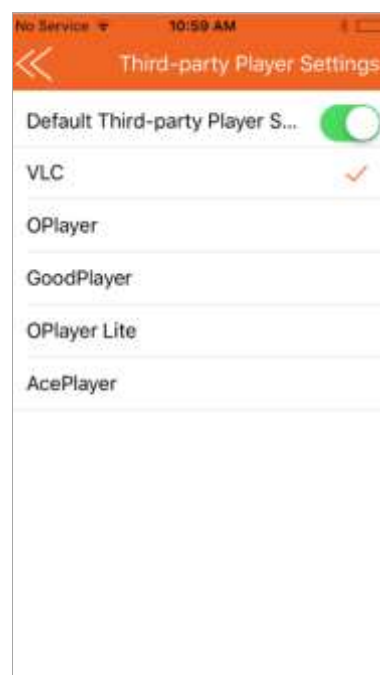 No Service 10:59 AM
Third-party Player Settings
Default Third-party Player S...
VLC
OPlayer
GoodPlayer
OPlayer Lite
AcePlayer